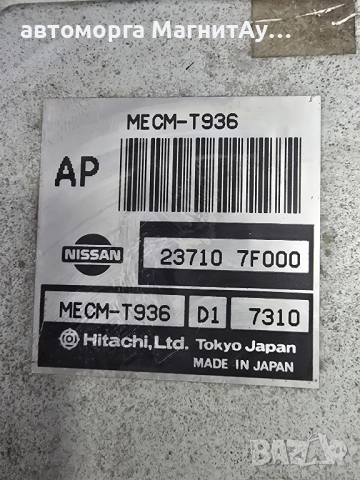 автоморга МагнитАу...
MECM-T936
AP
NISSAN
23710 7F000
MECM-T936 D1 7310
Hitachi, Ltd. Tokyo Japan
MADE IN JAPAN
BAZAR